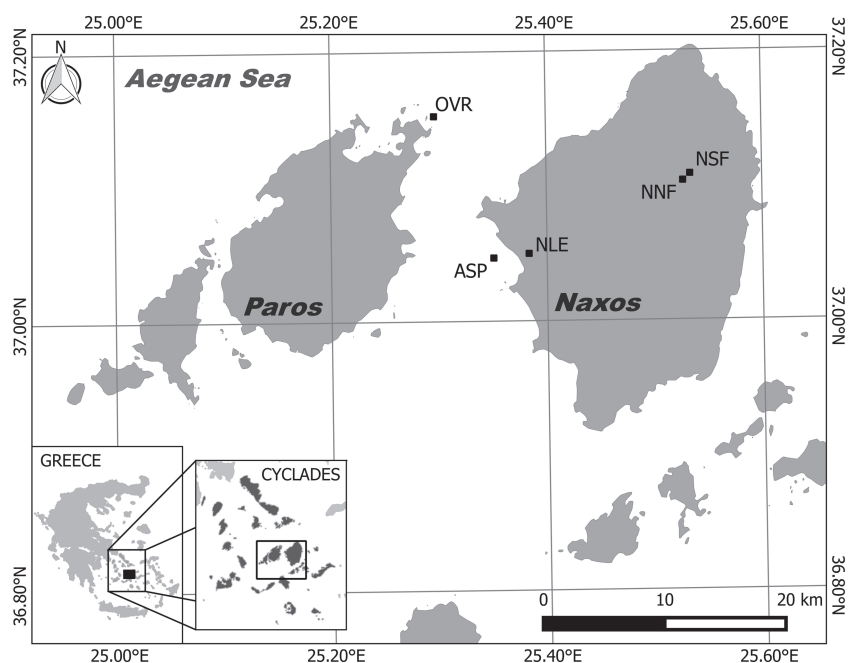 25.00°E 25.20°E 25.40°E 25.60°E
37.20°N
37.20°N
N
Aegean Sea
OVR
NSF
NNF
NLE
ASP
Paros
Naxos
37.00°N
37.00°N
GREECE
CYCLADES
36.80°N
36.80°N
0 10 20 km
25.00°E 25.20°E 25.40°E 25.60°E